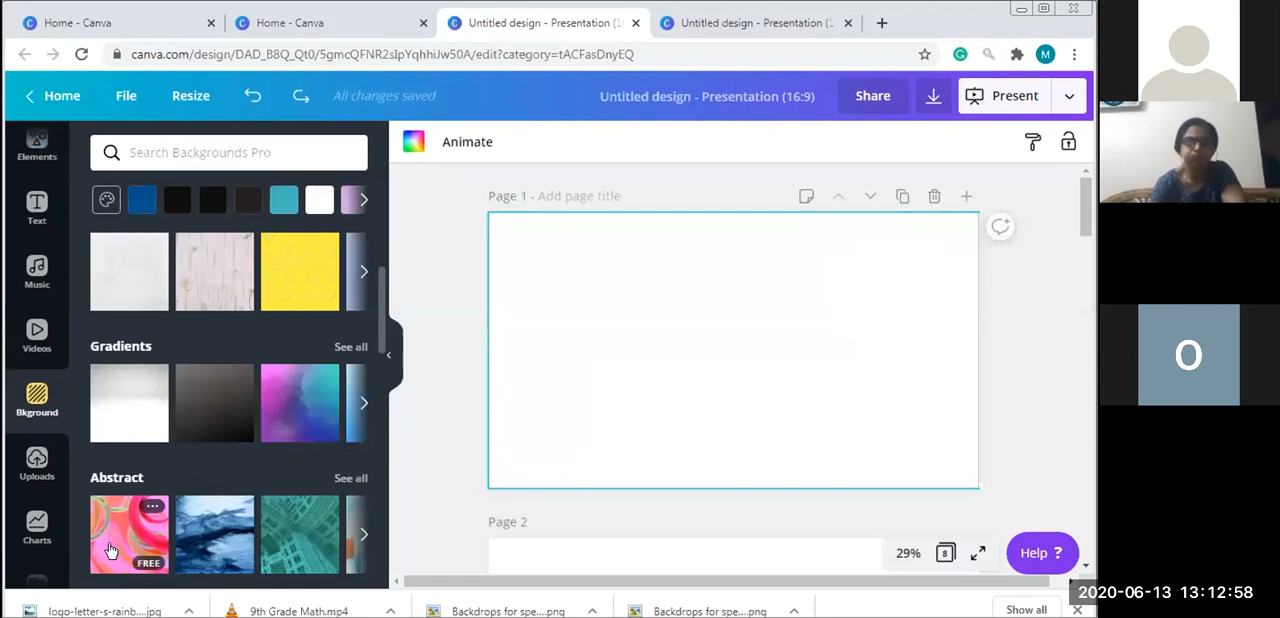 Home - Canva
Home - Canva
Untitled design - Presentation (1
Untitled design - Presentation (1
canva.com/design/DAD_B8Q_Qt0/5gmcQFNR2sIpYqhhiJw50A/edit?category=tACFasDnyEQ
M
Home
File
Resize
All changes saved
Untitled design - Presentation (16:9)
Share
Present
Elements
Text
Music
Videos
Bkground
Uploads
Charts
Search Backgrounds Pro
Gradients
See all
Abstract
See all
FREE
Animate
Page 1 - Add page title
Page 2
29%
8
Help ?
O
2020-06-13 13:12:58
logo-letter-s-rainb....jpg
9th Grade Math.mp4
Backdrops for spe....png
Backdrops for spe....png
Show all